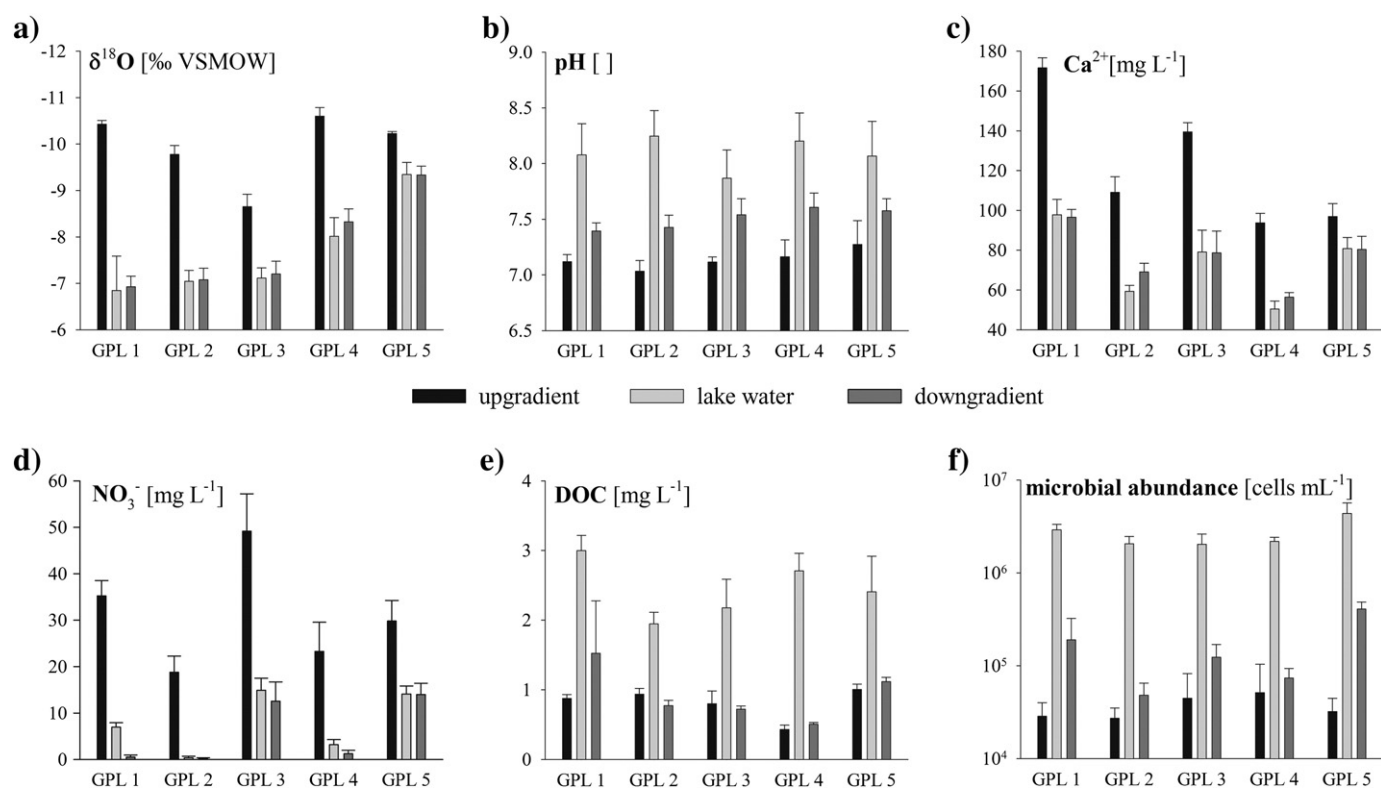 a)
δ¹⁸O [‰ VSMOW]
-12
-11
-10
-9
-8
-7
-6
GPL 1 GPL 2 GPL 3 GPL 4 GPL 5
b)
pH [ ]
9.0
8.5
8.0
7.5
7.0
6.5
GPL 1 GPL 2 GPL 3 GPL 4 GPL 5
c)
Ca²⁺[mg L⁻¹]
180
160
140
120
100
80
60
40
GPL 1 GPL 2 GPL 3 GPL 4 GPL 5
upgradient lake water downgradient
d)
NO₃⁻ [mg L⁻¹]
60
50
40
30
20
10
0
GPL 1 GPL 2 GPL 3 GPL 4 GPL 5
e)
DOC [mg L⁻¹]
4
3
2
1
0
GPL 1 GPL 2 GPL 3 GPL 4 GPL 5
f)
microbial abundance [cells mL⁻¹]
10⁷
10⁶
10⁵
10⁴
GPL 1 GPL 2 GPL 3 GPL 4 GPL 5